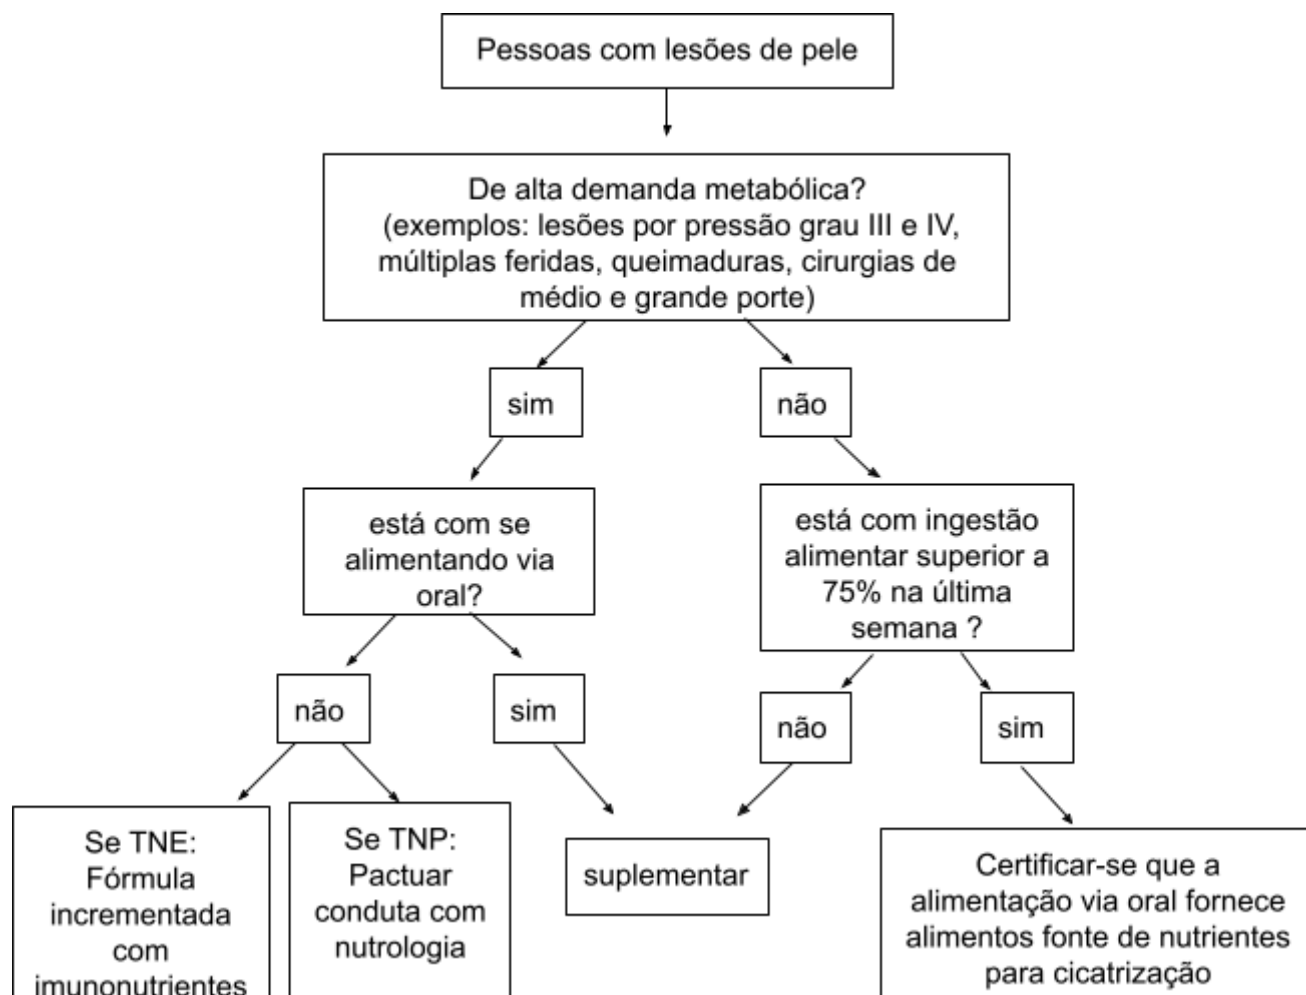 Pessoas com lesões de pele
De alta demanda metabólica?
(exemplos: lesões por pressão grau III e IV,
múltiplas feridas, queimaduras, cirurgias de
médio e grande porte)
sim
não
está com se
alimentando via
oral?
está com ingestão
alimentar superior a
75% na última
semana ?
não
sim
não
sim
Se TNE:
Fórmula
incrementada
com
imunonutrientes
Se TNP:
Pactuar
conduta com
nutrologia
suplementar
Certificar-se que a
alimentação via oral fornece
alimentos fonte de nutrientes
para cicatrização